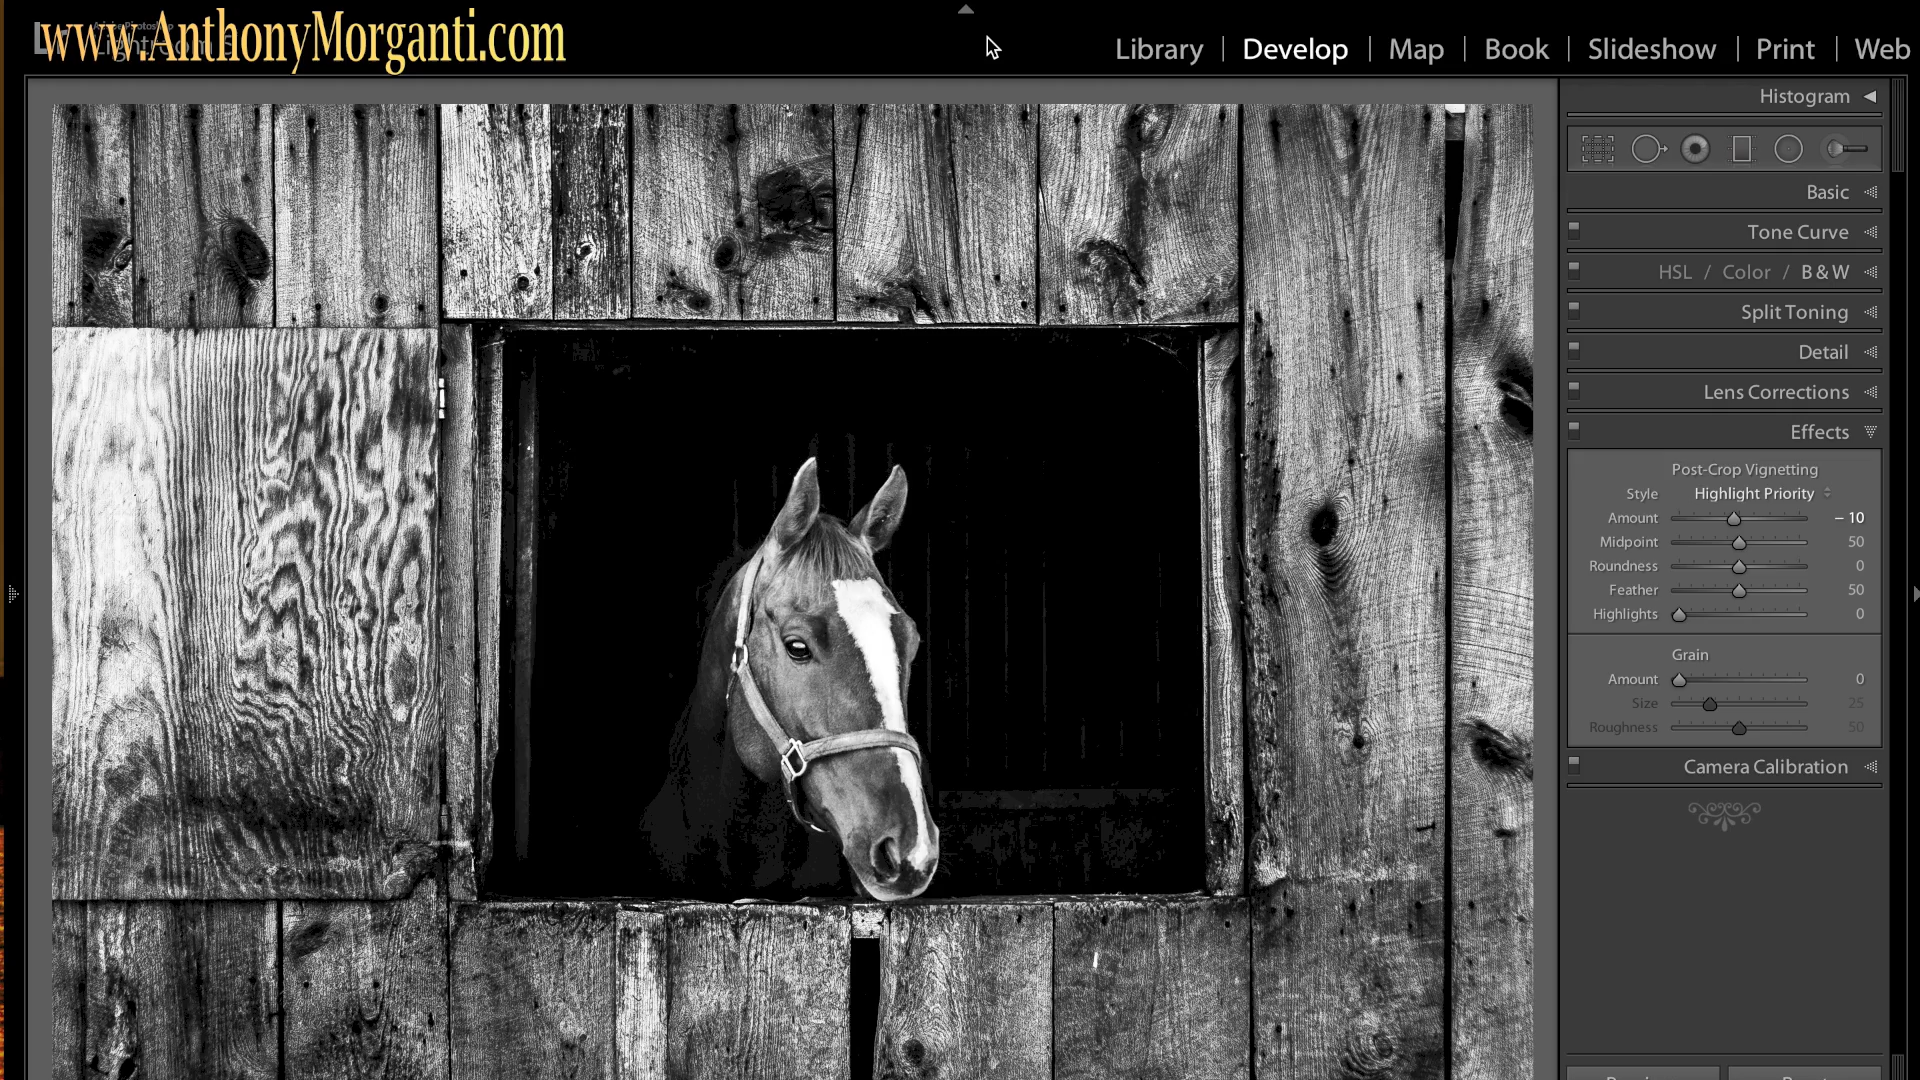 www.AnthonyMorganti.com
Library | Develop | Map | Book | Slideshow | Print | Web
Histogram
Basic
Tone Curve
HSL / Color / B & W
Split Toning
Detail
Lens Corrections
Effects
Post-Crop Vignetting
Style Highlight Priority
Amount – 10
Midpoint 50
Roundness 0
Feather 50
Highlights 0
Grain
Amount 0
Size 25
Roughness 50
Camera Calibration